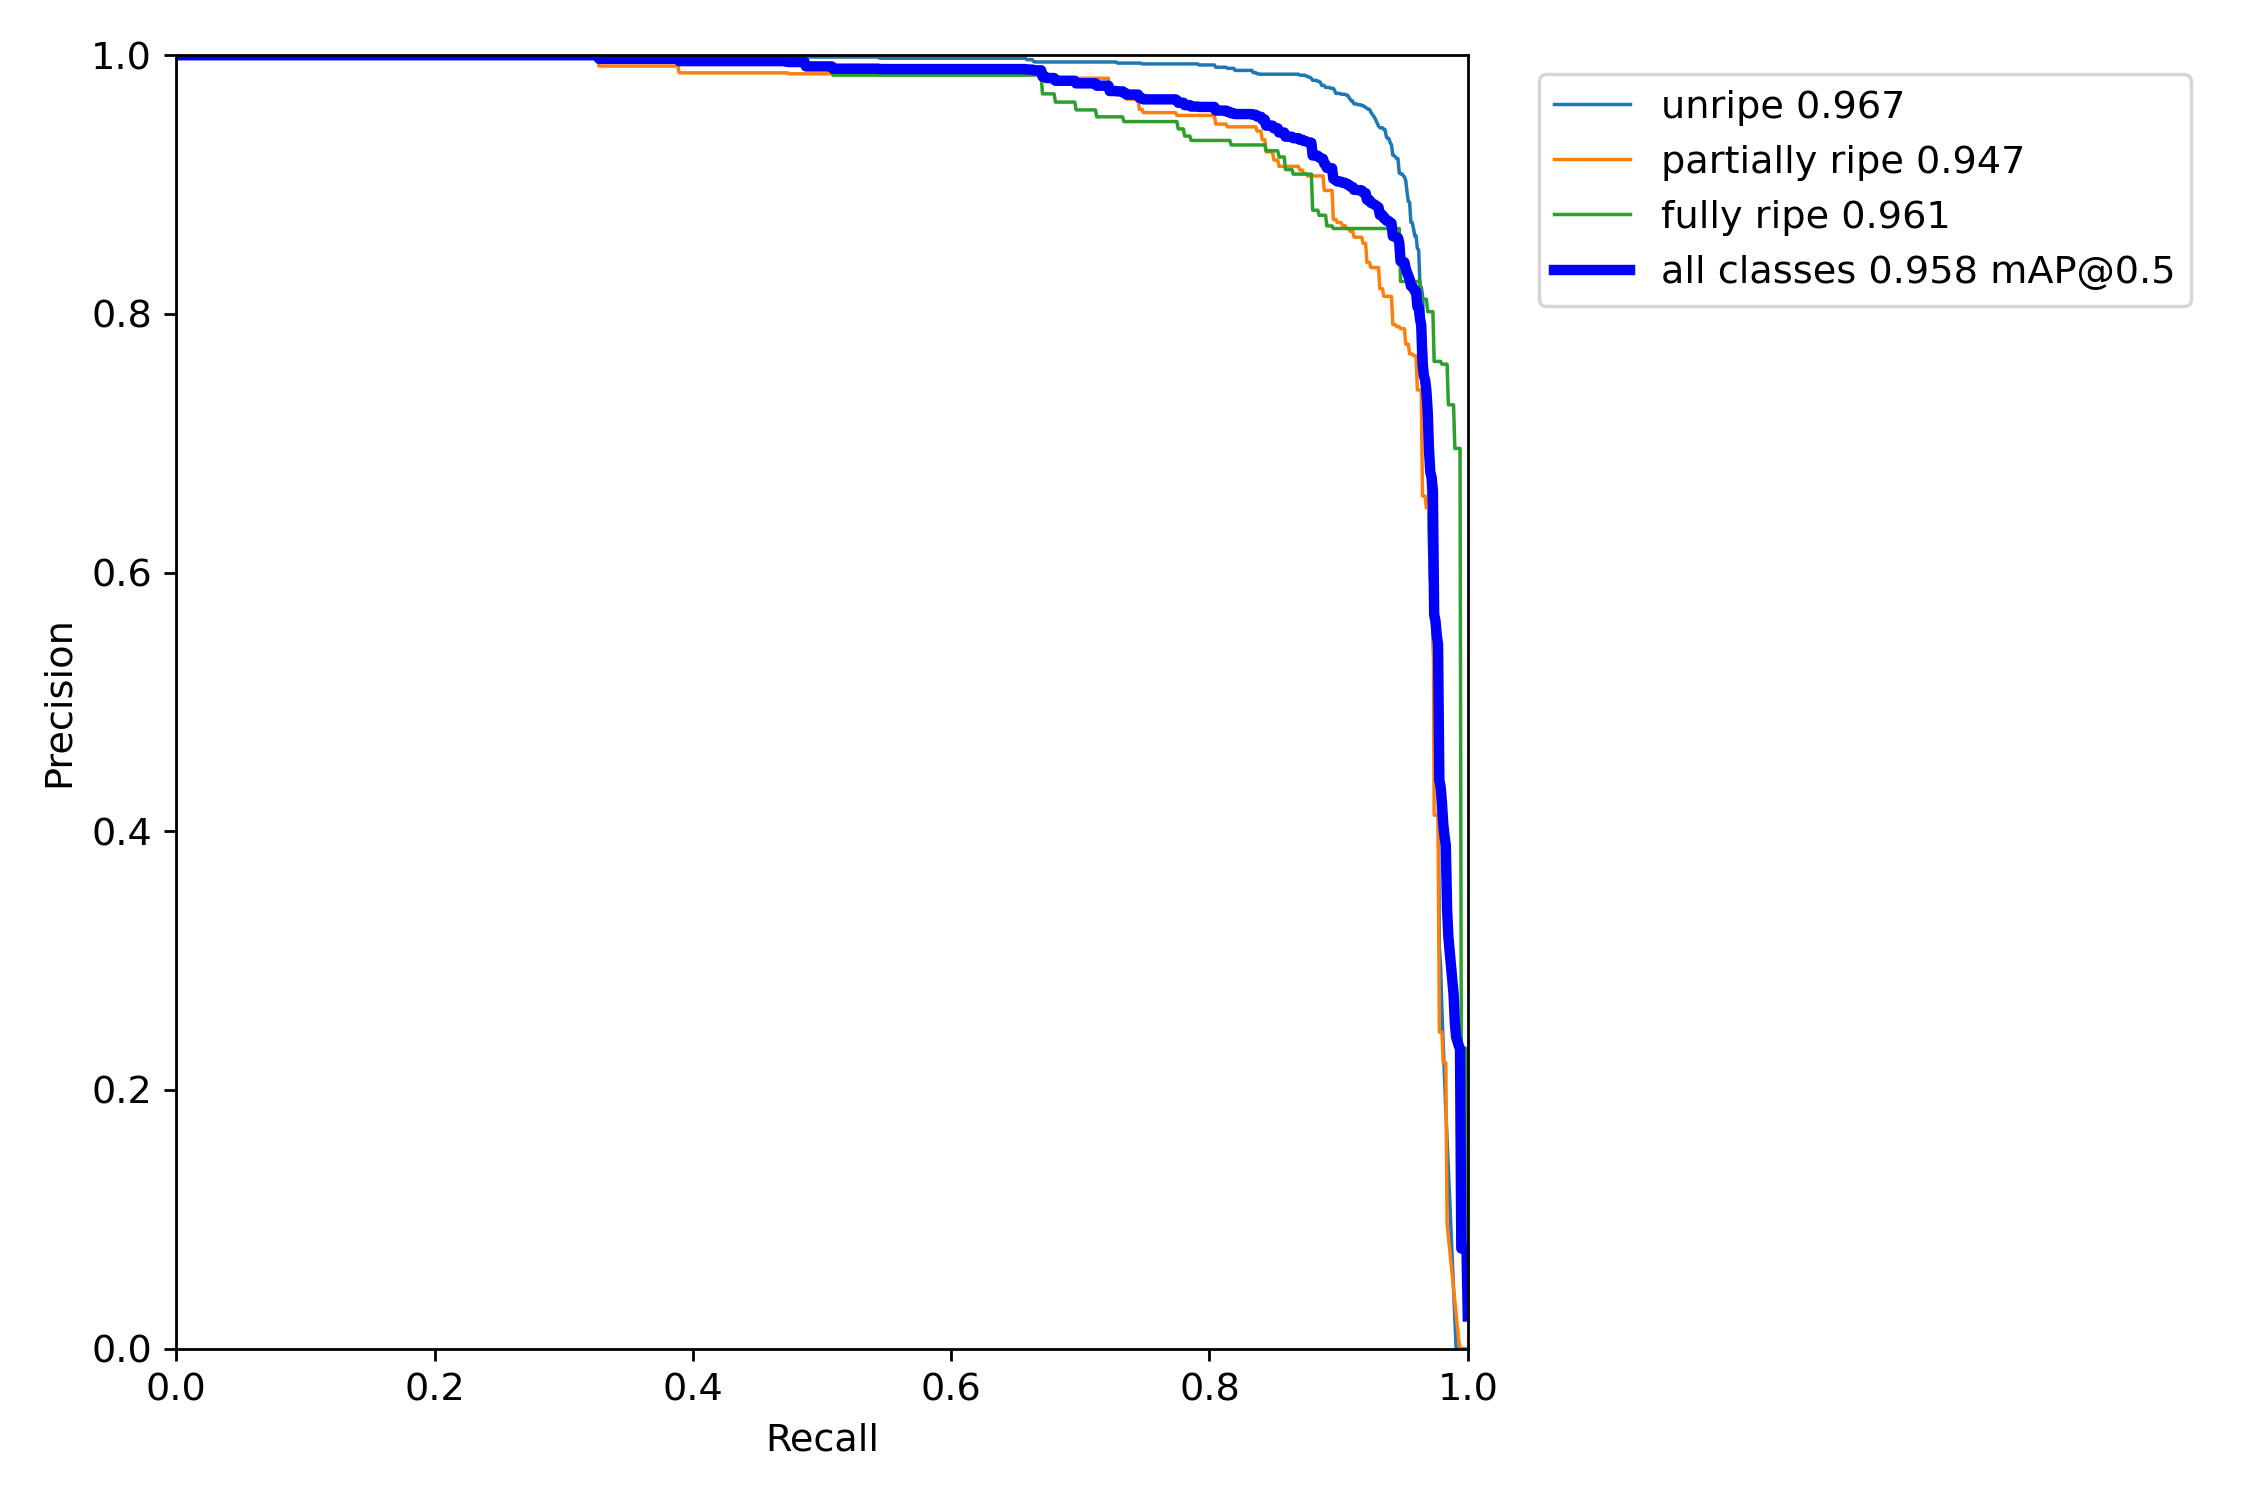 1.0
0.8
0.6
0.4
0.2
0.0
Precision
0.0 0.2 0.4 0.6 0.8 1.0
Recall
unripe 0.967
partially ripe 0.947
fully ripe 0.961
all classes 0.958 mAP@0.5